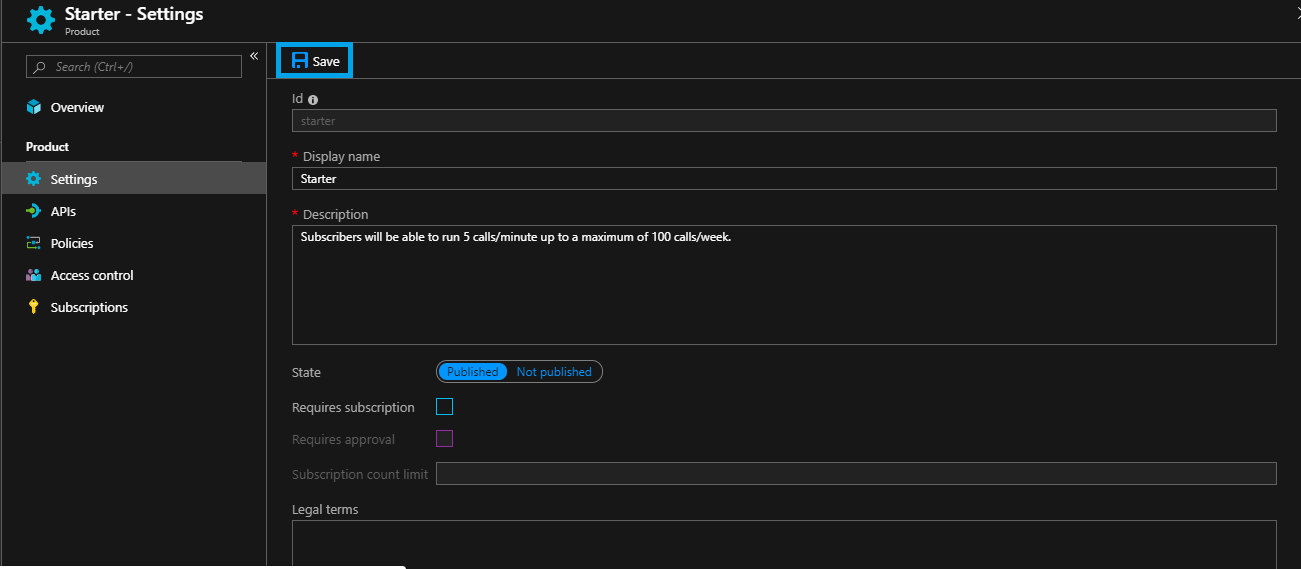 Starter - Settings
Product
Search (Ctrl+/)
«
Overview
Product
Settings
APIs
Policies
Access control
Subscriptions
Save
Id
starter
* Display name
Starter
* Description
Subscribers will be able to run 5 calls/minute up to a maximum of 100 calls/week.
State Published Not published
Requires subscription
Requires approval
Subscription count limit
Legal terms